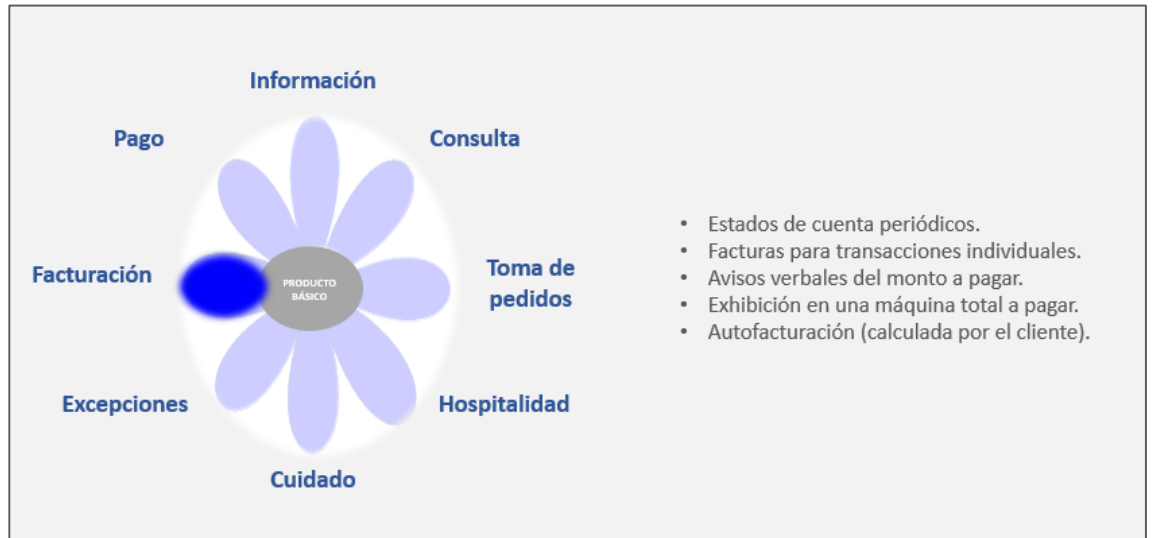 Información
Pago
Consulta
Facturación
PRODUCTO
BÁSICO
Toma de
pedidos
Excepciones
Hospitalidad
Cuidado
• Estados de cuenta periódicos.
• Facturas para transacciones individuales.
• Avisos verbales del monto a pagar.
• Exhibición en una máquina total a pagar.
• Autofacturación (calculada por el cliente).